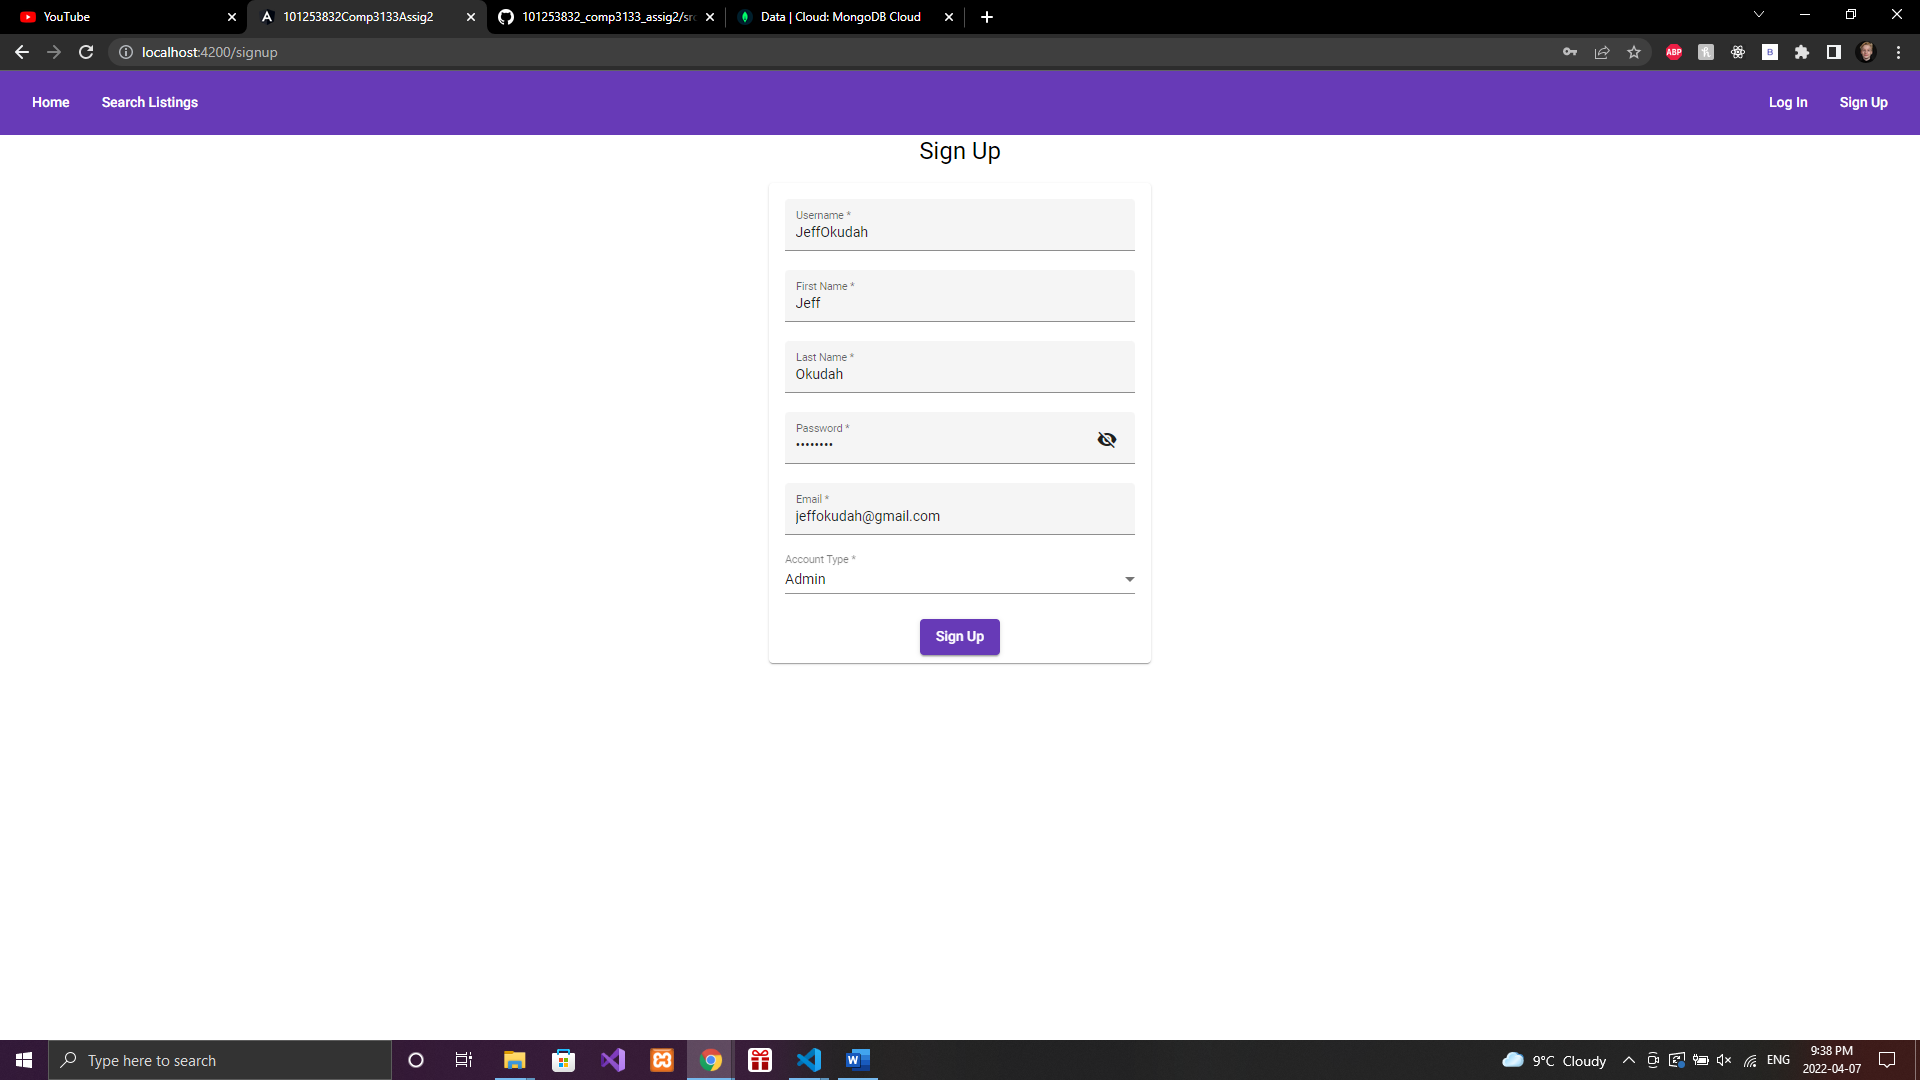 YouTube
101253832Comp3133Assig2
101253832_comp3133_assig2/src
Data | Cloud: MongoDB Cloud
localhost:4200/signup
ABP
B
Home
Search Listings
Log In
Sign Up
Sign Up
Username *
JeffOkudah
First Name *
Jeff
Last Name *
Okudah
Password *
••••••••
Email *
jeffokudah@gmail.com
Account Type *
Admin
Sign Up
Type here to search
9°C Cloudy
ENG
9:38 PM
2022-04-07